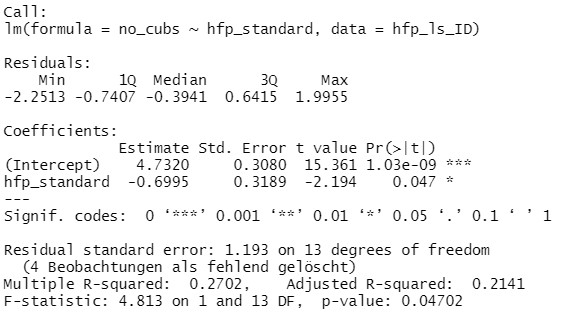 Call:
lm(formula = no_cubs ~ hfp_standard, data = hfp_ls_ID)
Residuals:
    Min      1Q  Median      3Q     Max
-2.2513 -0.7407 -0.3941  0.6415  1.9955
Coefficients:
             Estimate Std. Error t value Pr(>|t|)
(Intercept)    4.7320     0.3080  15.361 1.03e-09 ***
hfp_standard  -0.6995     0.3189  -2.194    0.047 *
---
Signif. codes:  0 ‘***’ 0.001 ‘**’ 0.01 ‘*’ 0.05 ‘.’ 0.1 ‘ ’ 1
Residual standard error: 1.193 on 13 degrees of freedom
  (4 Beobachtungen als fehlend gelöscht)
Multiple R-squared:  0.2702,    Adjusted R-squared:  0.2141
F-statistic: 4.813 on 1 and 13 DF,  p-value: 0.04702